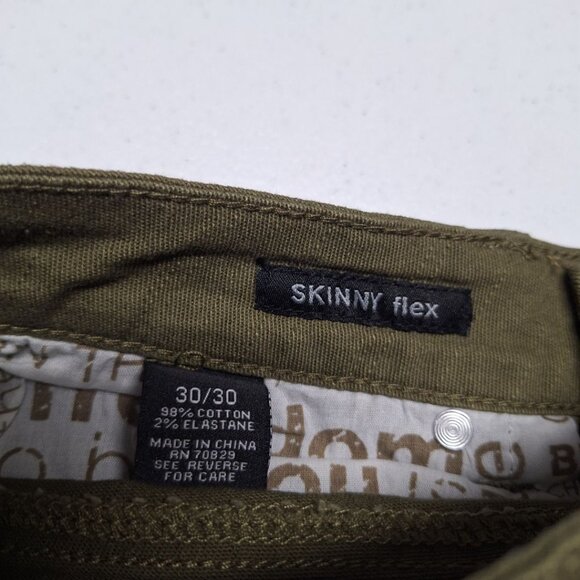 SKINNY flex
30/30
98% COTTON
2% ELASTANE
MADE IN CHINA
RN 70829
SEE REVERSE
FOR CARE